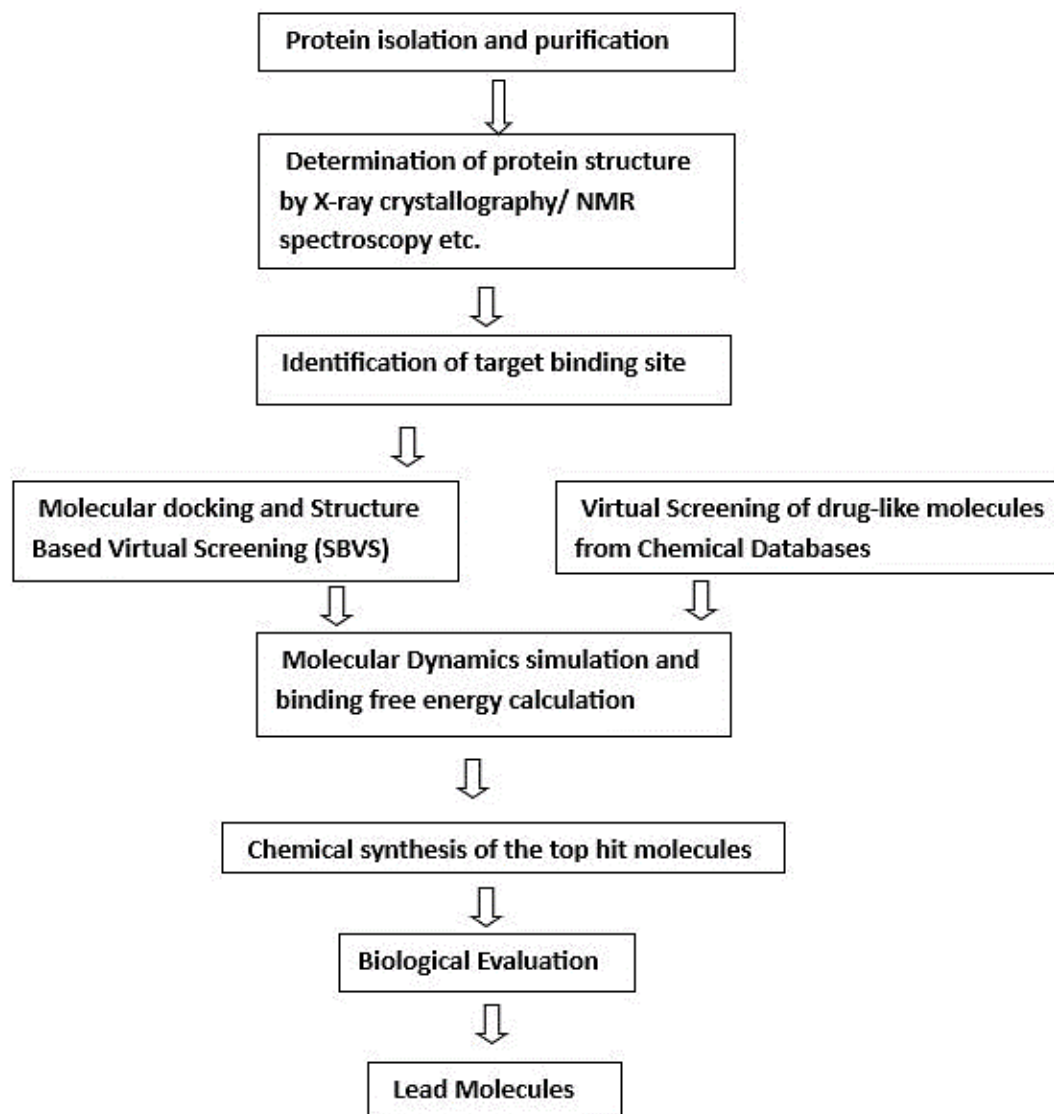 Protein isolation and purification
Determination of protein structure
by X-ray crystallography/ NMR
spectroscopy etc.
Identification of target binding site
Molecular docking and Structure
Based Virtual Screening (SBVS)
Virtual Screening of drug-like molecules
from Chemical Databases
Molecular Dynamics simulation and
binding free energy calculation
Chemical synthesis of the top hit molecules
Biological Evaluation
Lead Molecules